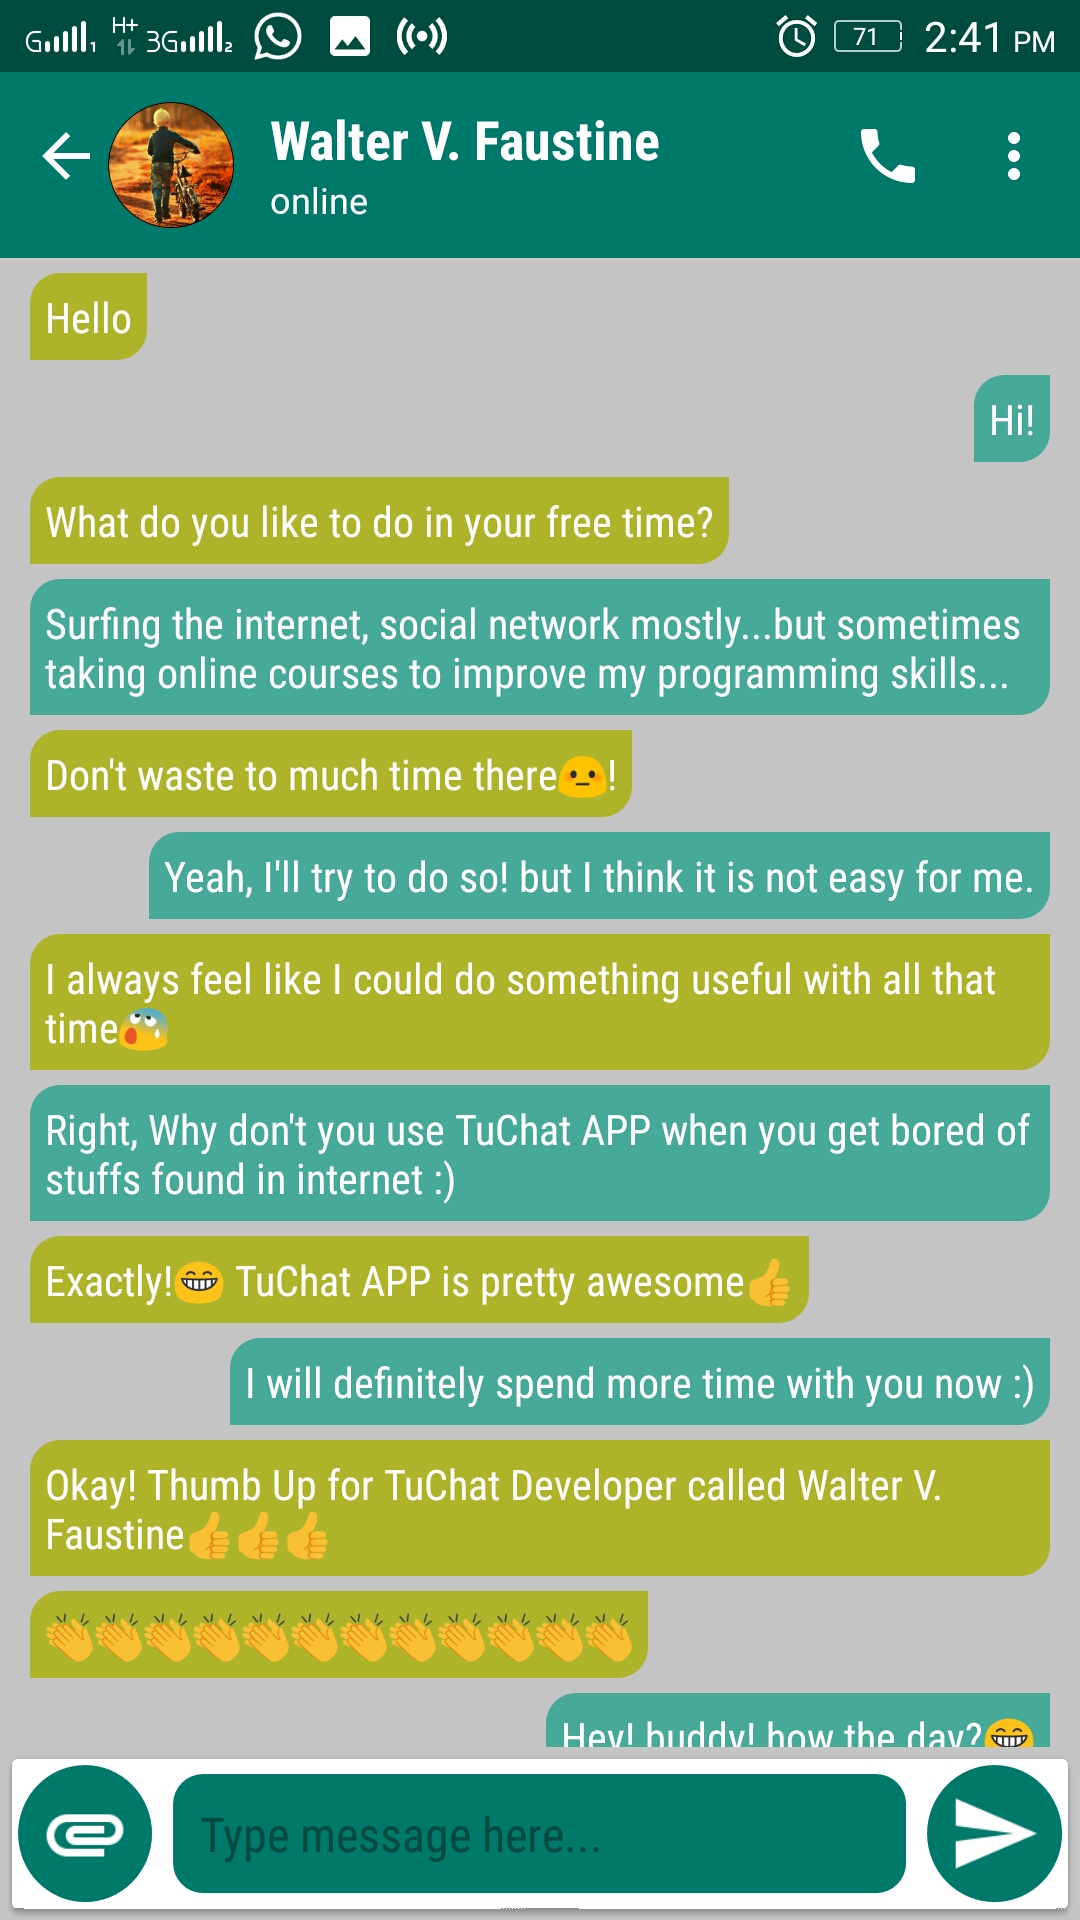 G 1 H+ 3G 2 71 2:41 PM
Walter V. Faustine
online
Hello
Hi!
What do you like to do in your free time?
Surfing the internet, social network mostly...but sometimes
taking online courses to improve my programming skills...
Don't waste to much time there😳!
Yeah, I'll try to do so! but I think it is not easy for me.
I always feel like I could do something useful with all that
time😰
Right, Why don't you use TuChat APP when you get bored of
stuffs found in internet :)
Exactly!😁 TuChat APP is pretty awesome👍
I will definitely spend more time with you now :)
Okay! Thumb Up for TuChat Developer called Walter V.
Faustine👍👍👍
👏👏👏👏👏👏👏👏👏👏👏👏
Hey! buddy! how the day?😁
Type message here...